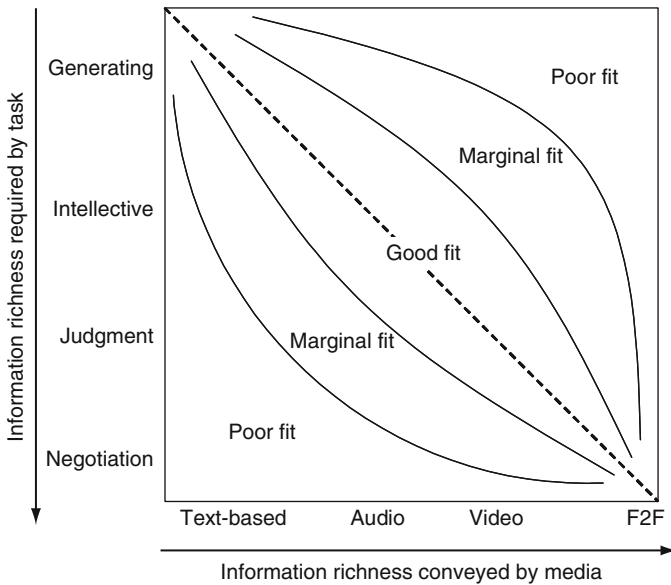 Information richness required by task
Generating
Intellective
Judgment
Negotiation
Poor fit
Marginal fit
Good fit
Marginal fit
Poor fit
Text-based
Audio
Video
F2F
Information richness conveyed by media